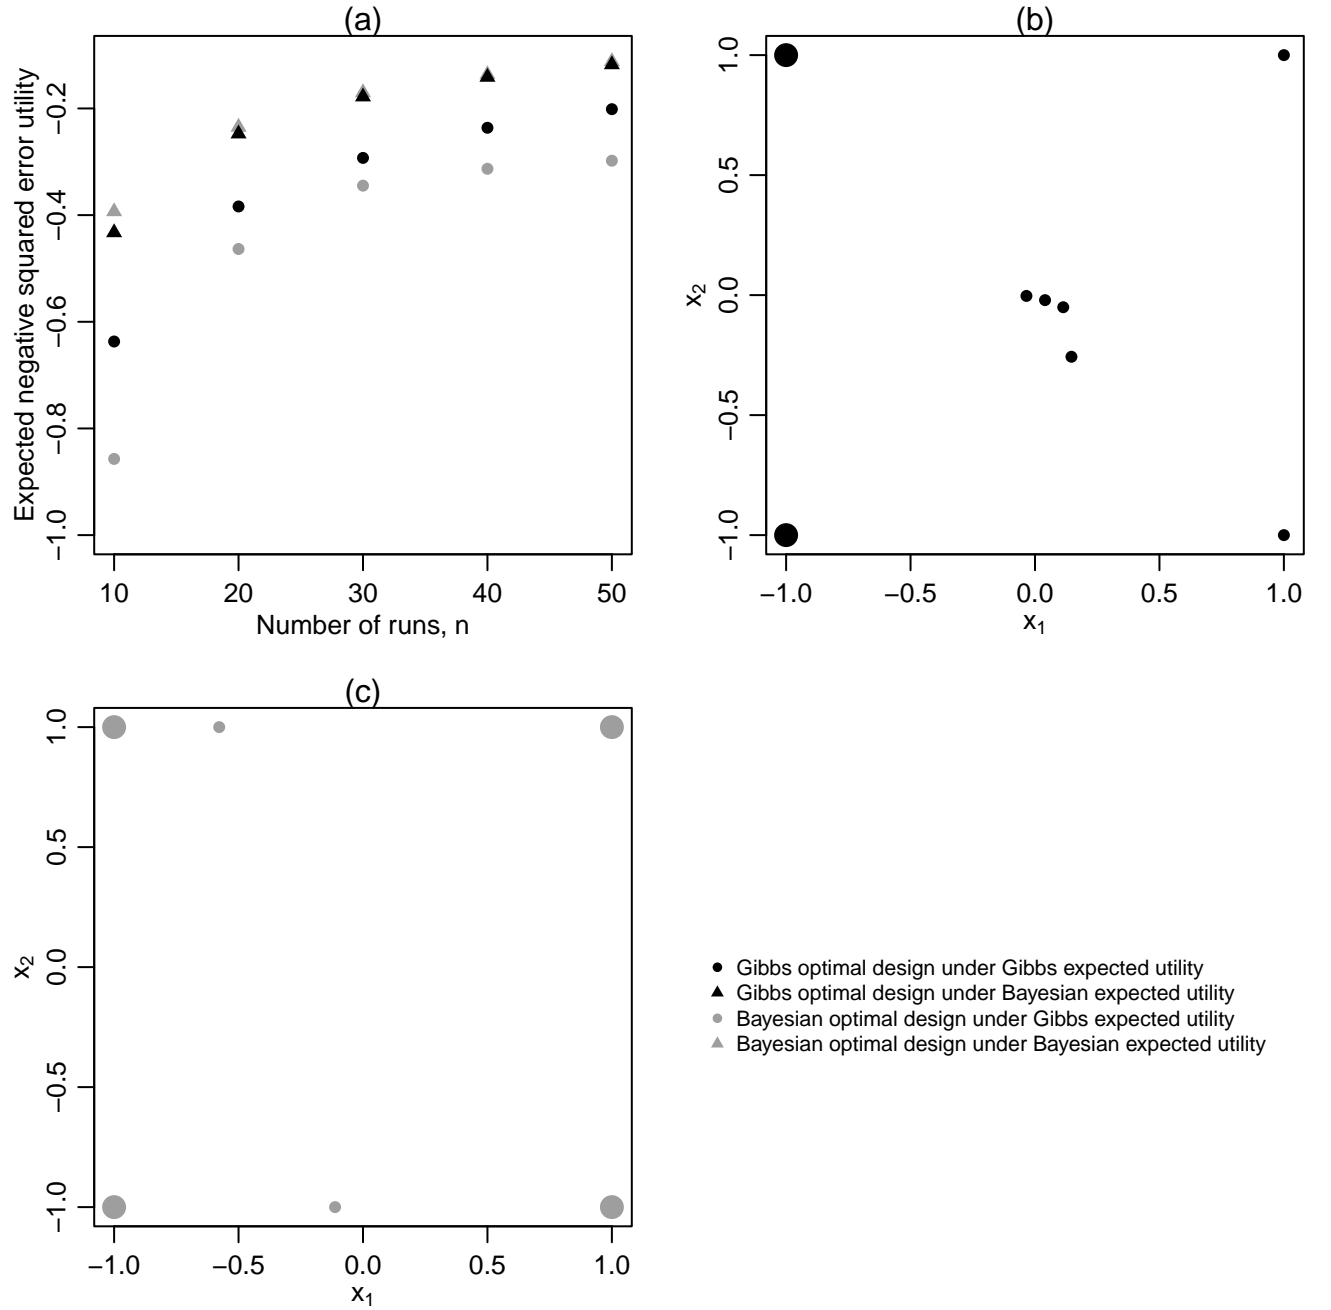 (a)
Expected negative squared error utility
−0.2
−0.4
−0.6
−0.8
−1.0
10 20 30 40 50
Number of runs, n
(b)
x2
1.0
0.5
0.0
−0.5
−1.0
−1.0 −0.5 0.0 0.5 1.0
x1
(c)
x2
1.0
0.5
0.0
−0.5
−1.0
−1.0 −0.5 0.0 0.5 1.0
x1
Gibbs optimal design under Gibbs expected utility
Gibbs optimal design under Bayesian expected utility
Bayesian optimal design under Gibbs expected utility
Bayesian optimal design under Bayesian expected utility